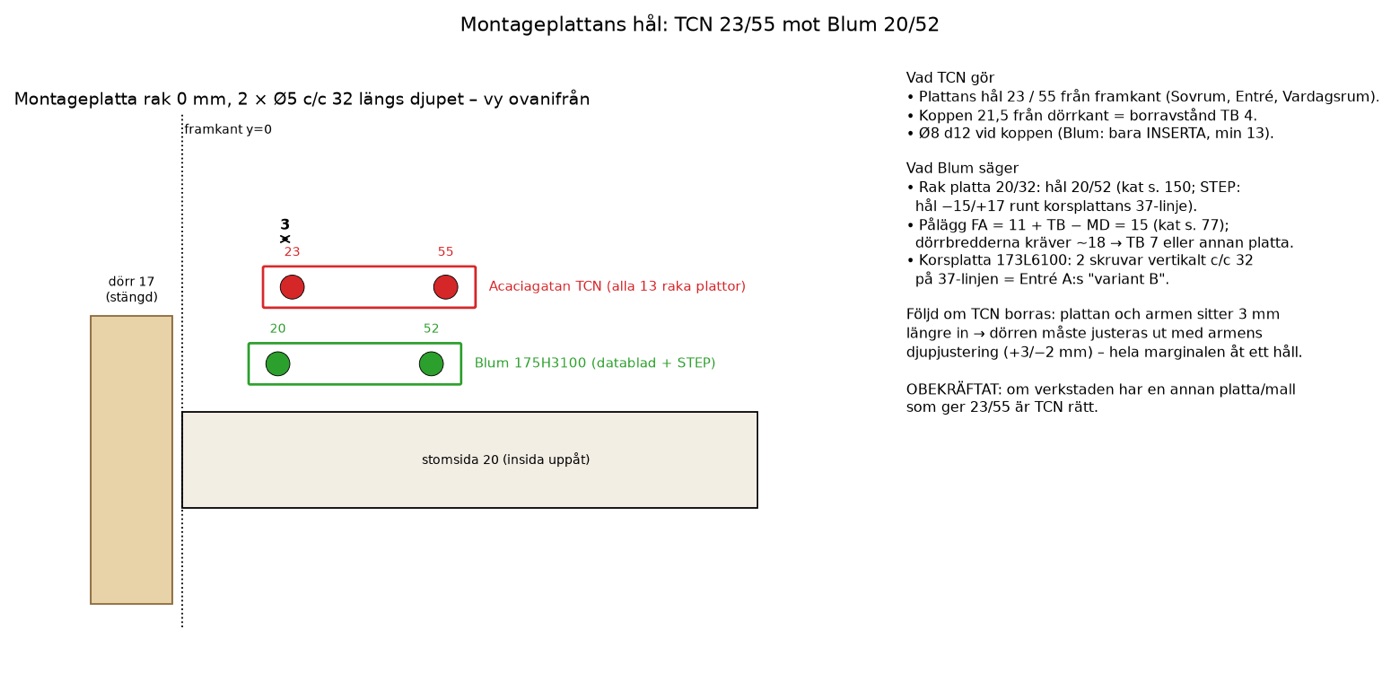 Montageplattans hål: TCN 23/55 mot Blum 20/52
Montageplatta rak 0 mm, 2 × Ø5 c/c 32 längs djupet – vy ovanifrån
framkant y=0
3
23
55
dörr 17
(stängd)
Acaciagatan TCN (alla 13 raka plattor)
20
52
Blum 175H3100 (datablad + STEP)
stomsida 20 (insida uppåt)
Vad TCN gör
• Plattans hål 23 / 55 från framkant (Sovrum, Entré, Vardagsrum).
• Koppen 21,5 från dörrkant = borravstånd TB 4.
• Ø8 d12 vid koppen (Blum: bara INSERTA, min 13).
Vad Blum säger
• Rak platta 20/32: hål 20/52 (kat s. 150; STEP:
hål −15/+17 runt korsplattans 37-linje).
• Pålägg FA = 11 + TB − MD = 15 (kat s. 77);
dörrbredderna kräver ~18 → TB 7 eller annan platta.
• Korsplatta 173L6100: 2 skruvar vertikalt c/c 32
på 37-linjen = Entré A:s "variant B".
Följd om TCN borras: plattan och armen sitter 3 mm
längre in → dörren måste justeras ut med armens
djupjustering (+3/−2 mm) – hela marginalen åt ett håll.
OBEKRÄFTAT: om verkstaden har en annan platta/mall
som ger 23/55 är TCN rätt.